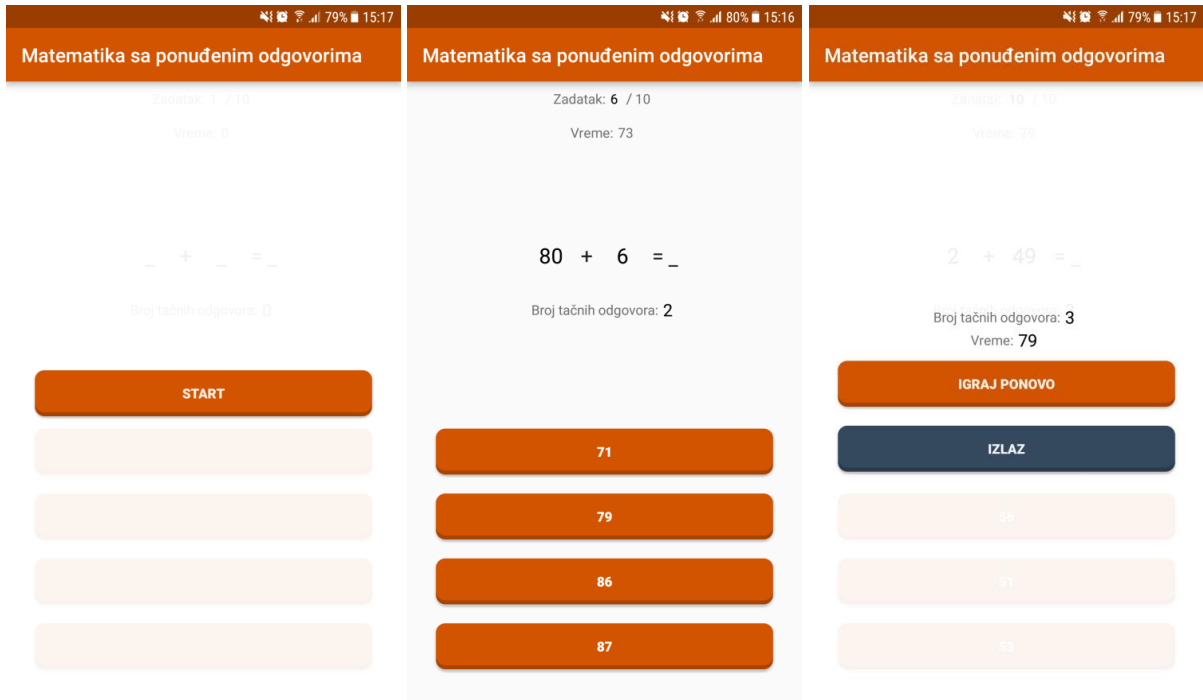 79% 15:17
Matematika sa ponuđenim odgovorima
Zadatak: 1 / 10
Vreme: 0
_ + _ = _
Broj tačnih odgovora: 0
START
80% 15:16
Matematika sa ponuđenim odgovorima
Zadatak: 6 / 10
Vreme: 73
80 + 6 = _
Broj tačnih odgovora: 2
71
79
86
87
79% 15:17
Matematika sa ponuđenim odgovorima
Zadatak: 10 / 10
Vreme: 79
2 + 49 = _
Broj tačnih odgovora: 3
Vreme: 79
IGRAJ PONOVO
IZLAZ
56
51
53